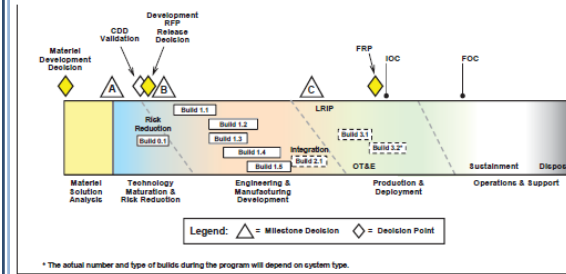 Development
RFP
Release
Decision
CDD
Validation
Materiel
Development
Decision
FRP
IOC
FOC
A
B
C
Build 1.1
LRIP
Risk
Reduction
Build 0.1
Build 1.2
Build 1.3
Build 1.4
Build 1.5
Integration
Build 2.1
Build 3.1
Build 3.2*
OT&E
Sustainment
Dispos
Materiel
Solution
Analysis
Technology
Maturation &
Risk Reduction
Engineering &
Manufacturing
Development
Production &
Deployment
Operations & Support
Legend: = Milestone Decision = Decision Point
* The actual number and type of builds during the program will depend on system type.